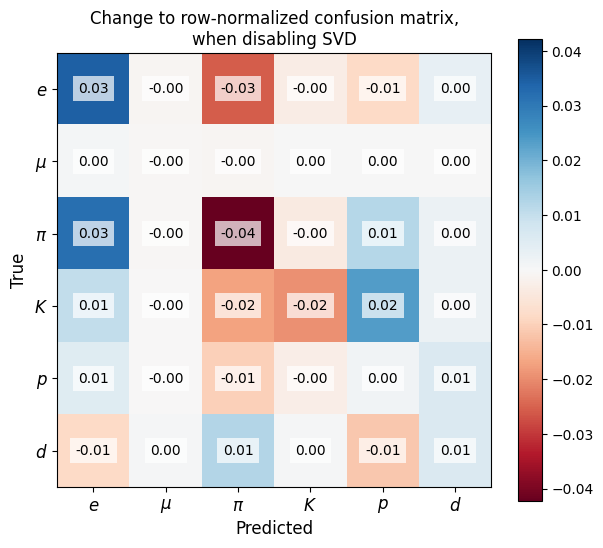 Change to row-normalized confusion matrix,
when disabling SVD
e 0.03 -0.00 -0.03 -0.00 -0.01 0.00
μ 0.00 -0.00 -0.00 0.00 0.00 0.00
π 0.03 -0.00 -0.04 -0.00 0.01 0.00
K 0.01 -0.00 -0.02 -0.02 0.02 0.00
p 0.01 -0.00 -0.01 -0.00 0.00 0.01
d -0.01 0.00 0.01 0.00 -0.01 0.01
e μ π K p d
Predicted
True
0.04
0.03
0.02
0.01
0.00
−0.01
−0.02
−0.03
−0.04